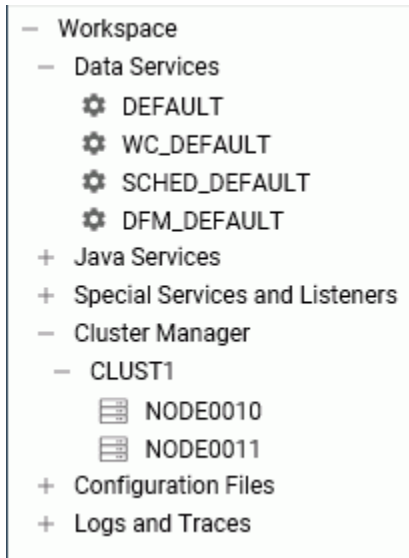 Workspace
Data Services
DEFAULT
WC_DEFAULT
SCHED_DEFAULT
DFM_DEFAULT
Java Services
Special Services and Listeners
Cluster Manager
CLUST1
NODE0010
NODE0011
Configuration Files
Logs and Traces